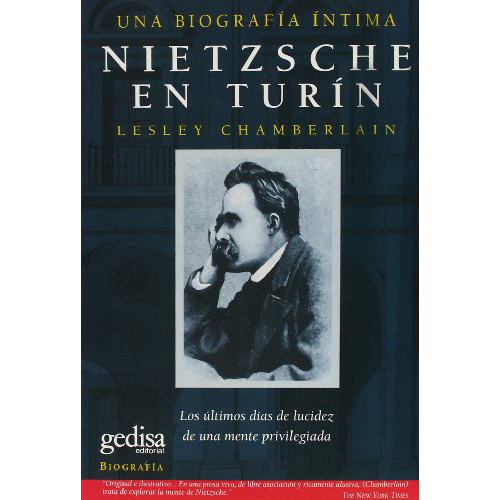 UNA BIOGRAFÍA ÍNTIMA
NIETZSCHE
EN TURÍN
LESLEY CHAMBERLAIN
Los últimos días de lucidez
de una mente privilegiada
gedisa
editorial
BIOGRAFÍA
"Original e ilustrativo... En una prosa viva, de libre asociación y ricamente alusiva, (Chamberlain)
trata de explorar la mente de Nietzsche."
THE NEW YORK TIMES